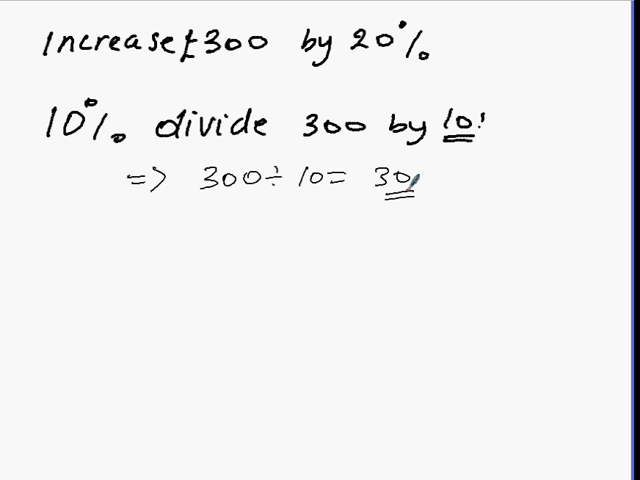 Increase £300 by 20%.
10% divide 300 by 10!
=> 300 ÷ 10 = 30